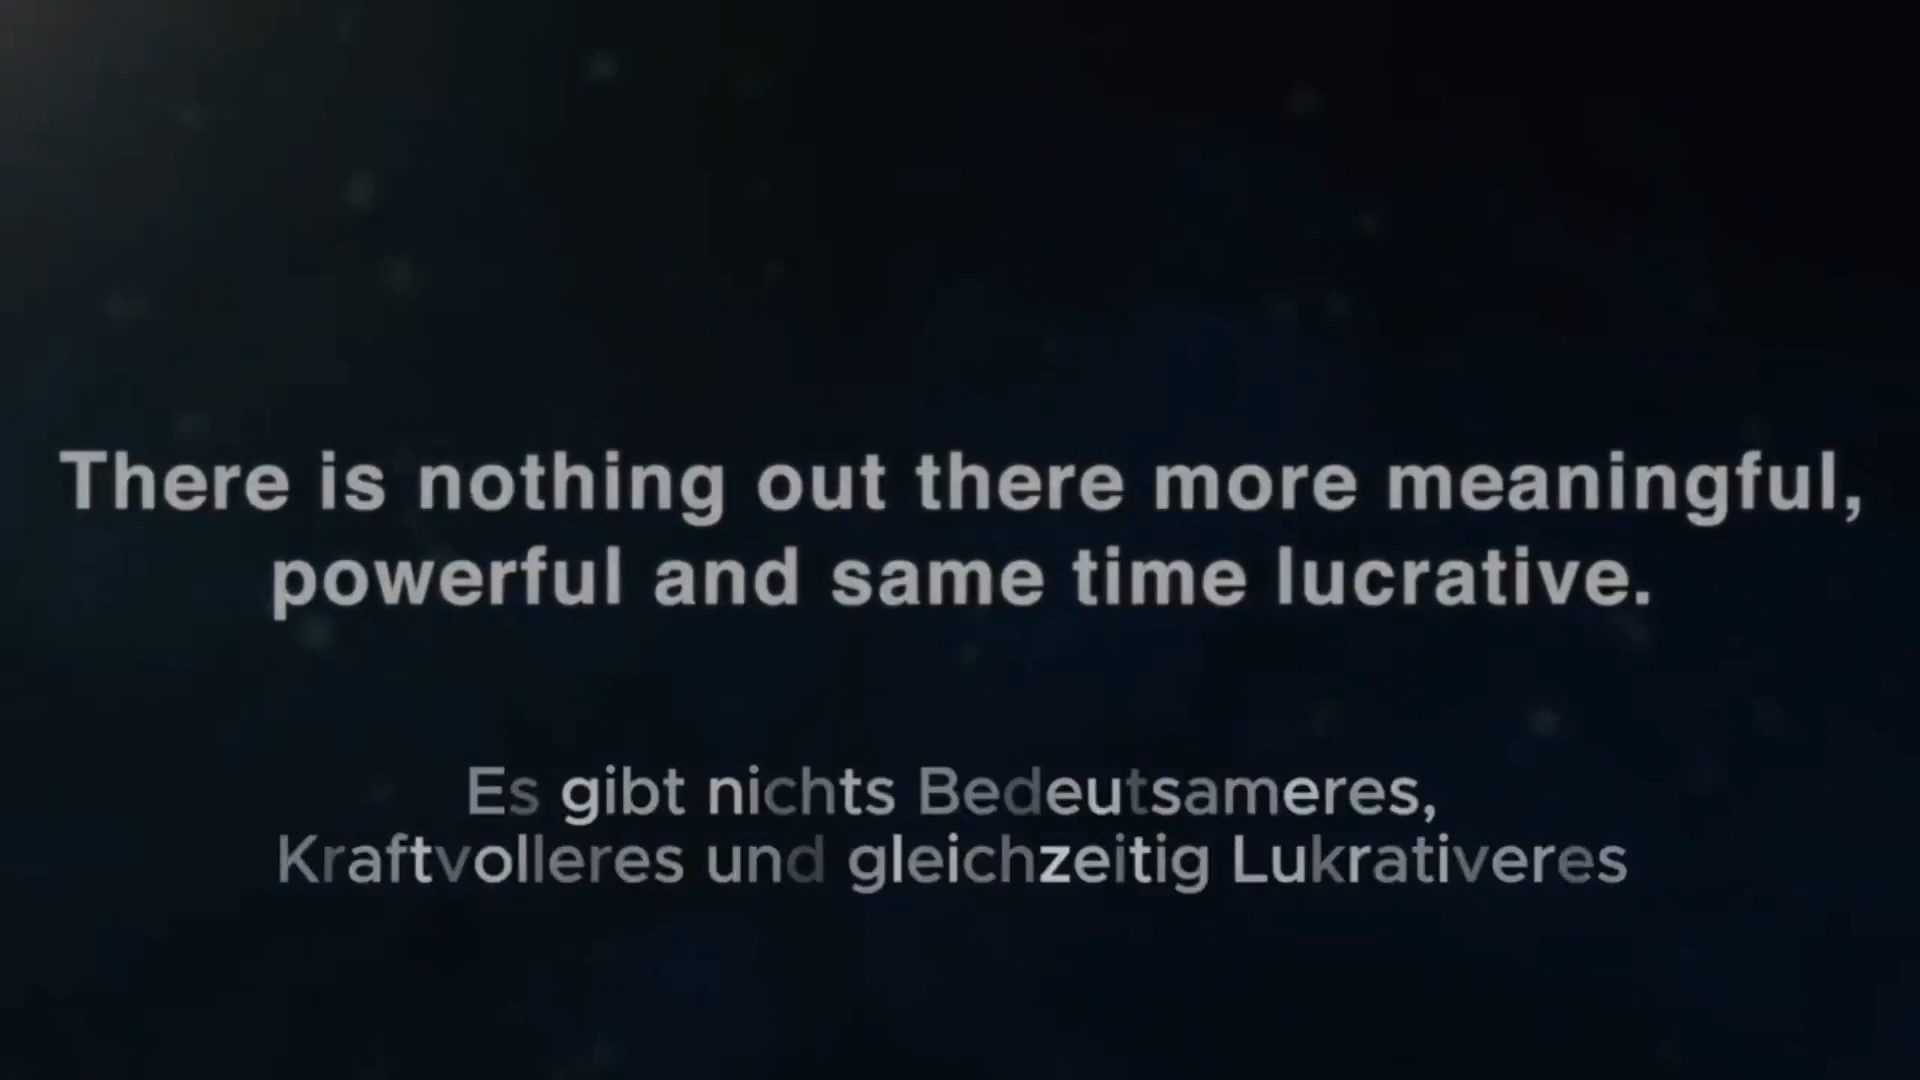 There is nothing out there more meaningful,
powerful and same time lucrative.
Es gibt nichts Bedeutsameres,
Kraftvolleres und gleichzeitig Lukrativeres